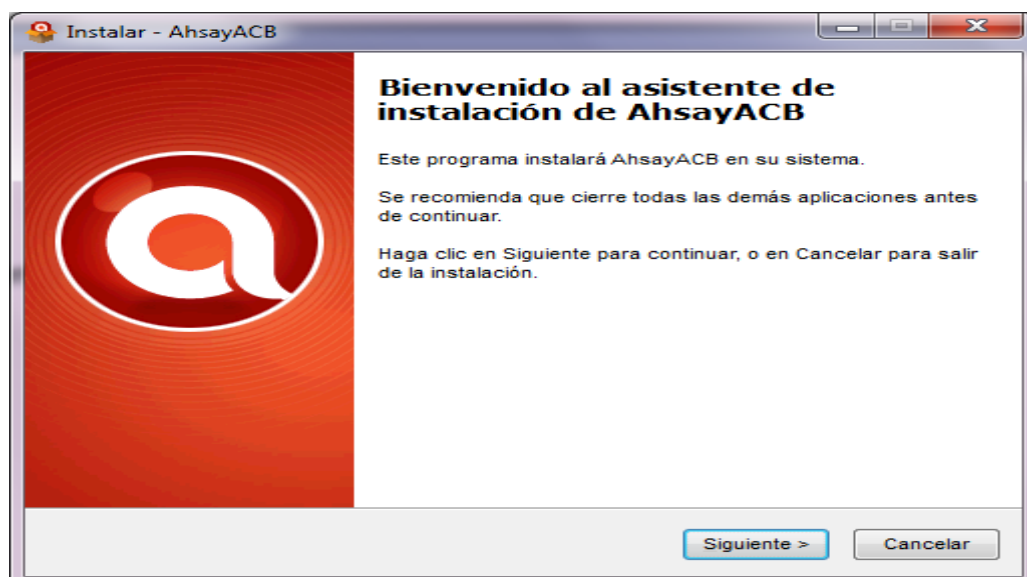 Instalar - AhsayACB
Bienvenido al asistente de
instalación de AhsayACB
Este programa instalará AhsayACB en su sistema.
Se recomienda que cierre todas las demás aplicaciones antes
de continuar.
Haga clic en Siguiente para continuar, o en Cancelar para salir
de la instalación.
Siguiente >
Cancelar